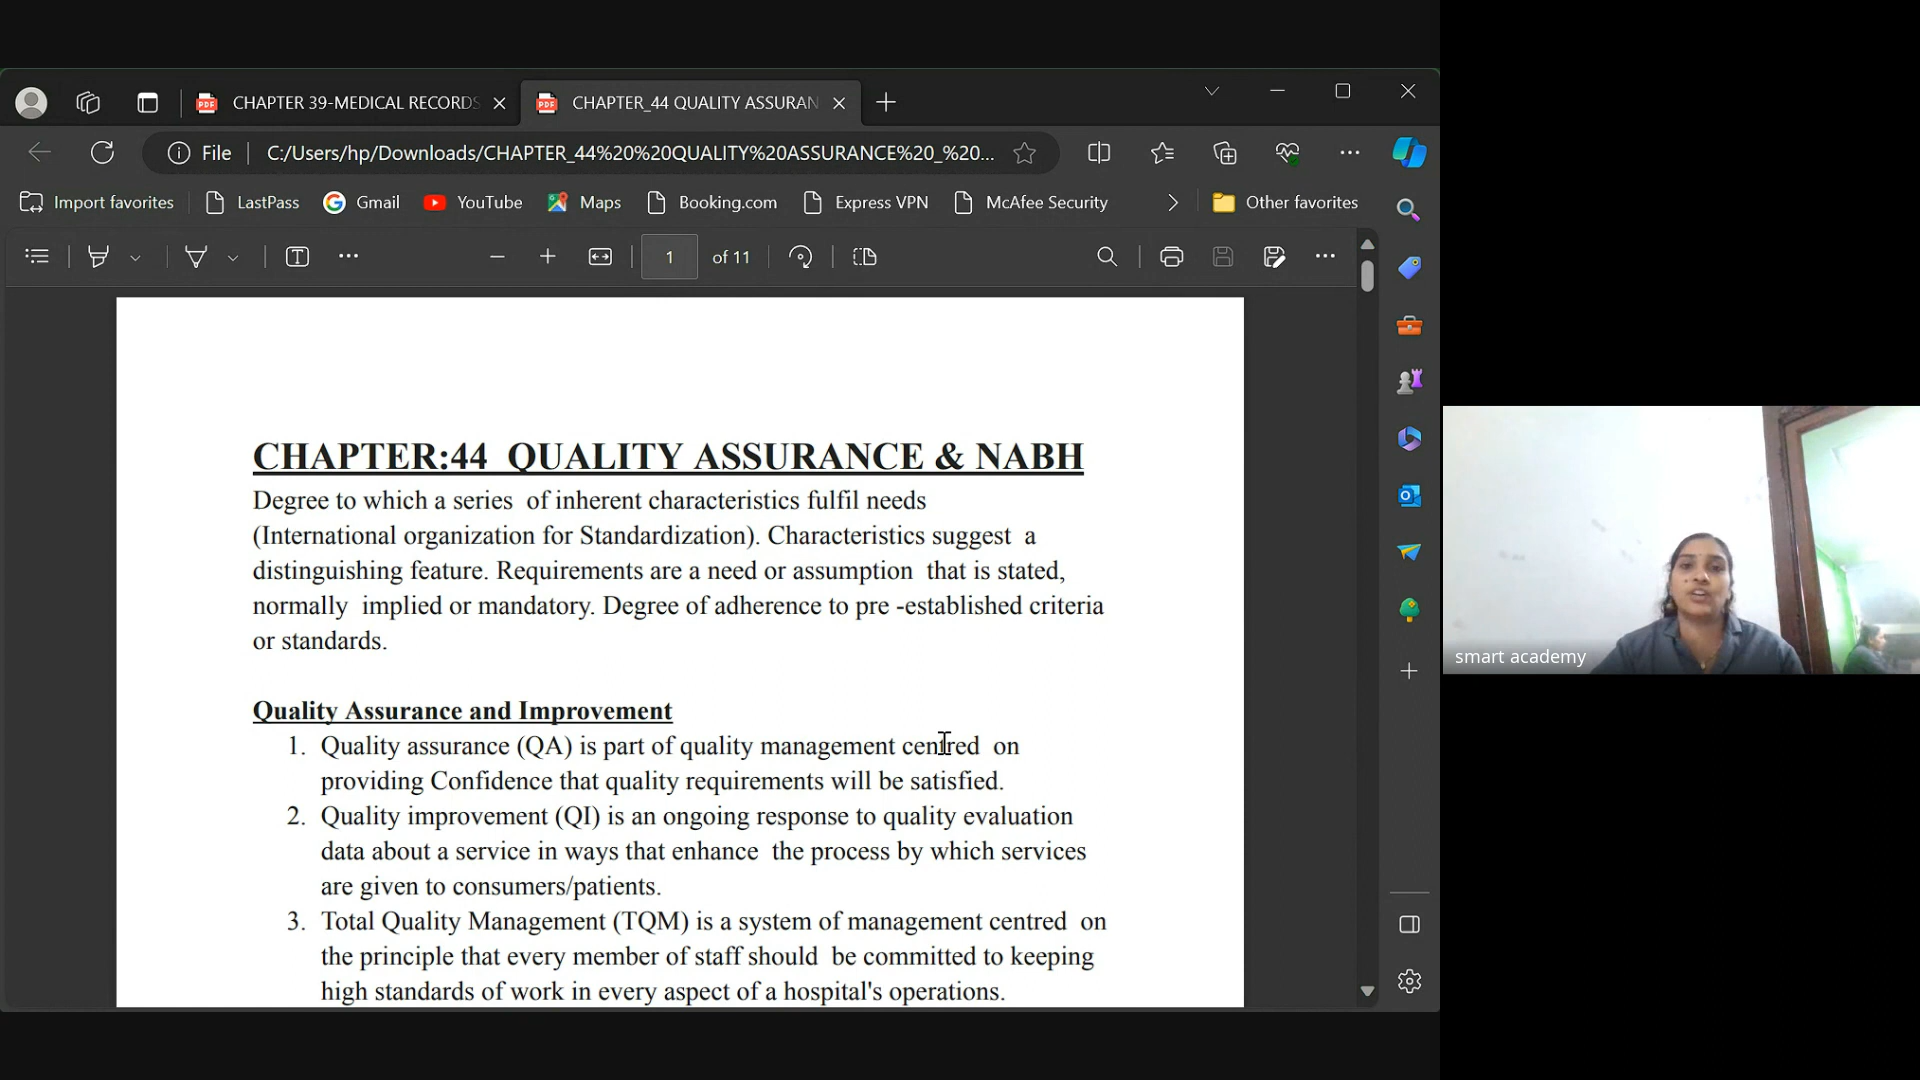 CHAPTER 39-MEDICAL RECORDS
CHAPTER_44 QUALITY ASSURAN
File
C:/Users/hp/Downloads/CHAPTER_44%20%20QUALITY%20ASSURANCE%20_%20...
Import favorites
LastPass
Gmail
YouTube
Maps
Booking.com
Express VPN
McAfee Security
Other favorites
1 of 11
CHAPTER:44 QUALITY ASSURANCE & NABH
Degree to which a series of inherent characteristics fulfil needs
(International organization for Standardization). Characteristics suggest a
distinguishing feature. Requirements are a need or assumption that is stated,
normally implied or mandatory. Degree of adherence to pre -established criteria
or standards.
Quality Assurance and Improvement
1. Quality assurance (QA) is part of quality management centred on
providing Confidence that quality requirements will be satisfied.
2. Quality improvement (QI) is an ongoing response to quality evaluation
data about a service in ways that enhance the process by which services
are given to consumers/patients.
3. Total Quality Management (TQM) is a system of management centred on
the principle that every member of staff should be committed to keeping
high standards of work in every aspect of a hospital's operations.
smart academy